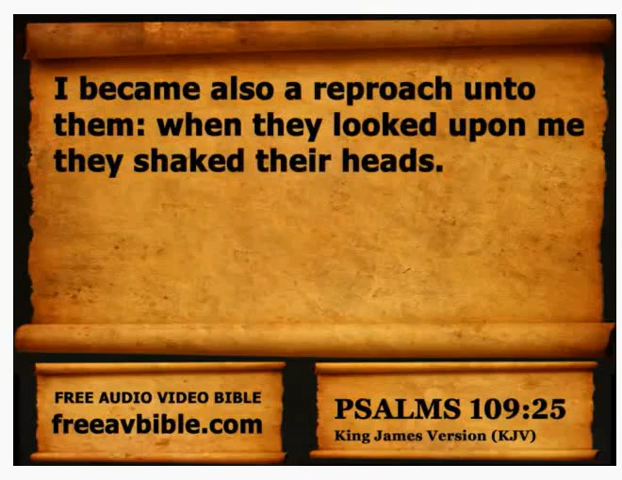 I became also a reproach unto
them: when they looked upon me
they shaked their heads.
FREE AUDIO VIDEO BIBLE
freeavbible.com
PSALMS 109:25
King James Version (KJV)